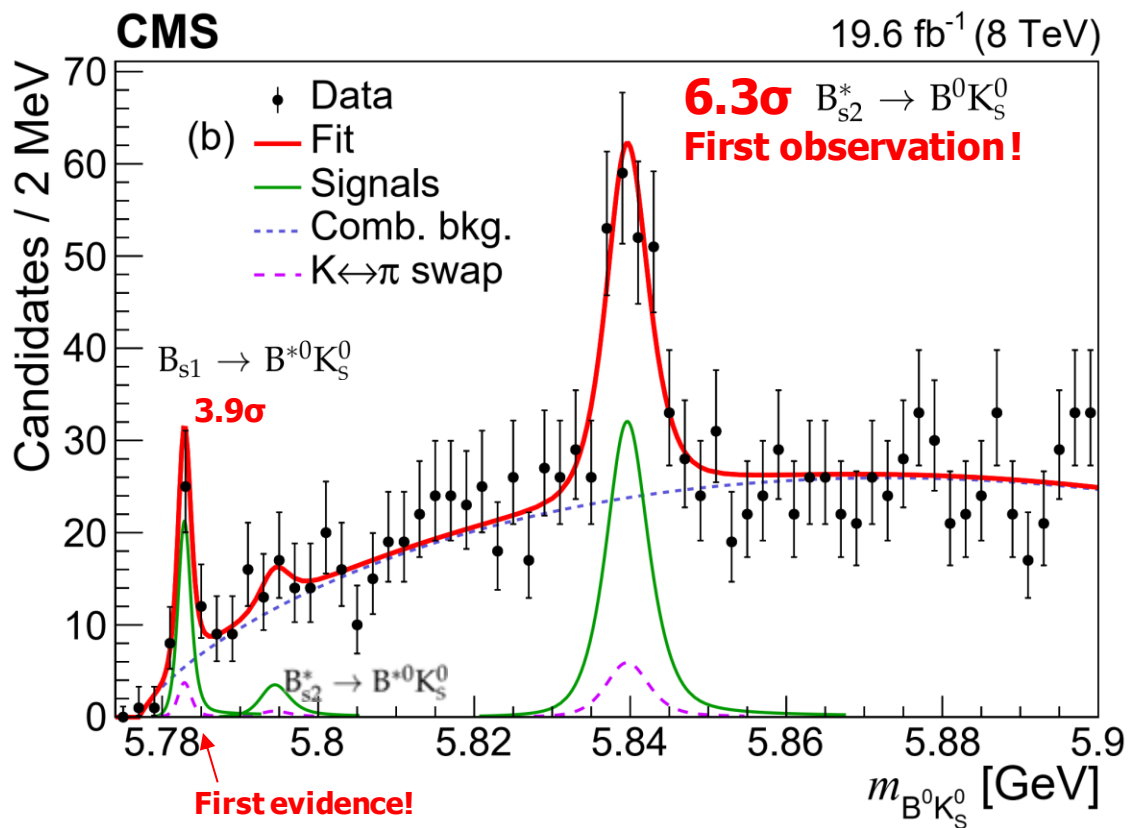 CMS
19.6 fb⁻¹ (8 TeV)
Candidates / 2 MeV
70
60
50
40
30
20
10
0
(b)
Data
Fit
Signals
Comb. bkg.
K↔π swap
6.3σ B*s2 → B⁰K⁰S
First observation!
Bs1 → B*⁰K⁰S
3.9σ
B*s2 → B*⁰K⁰S
5.78 5.8 5.82 5.84 5.86 5.88 5.9
First evidence!
mB⁰K⁰S [GeV]